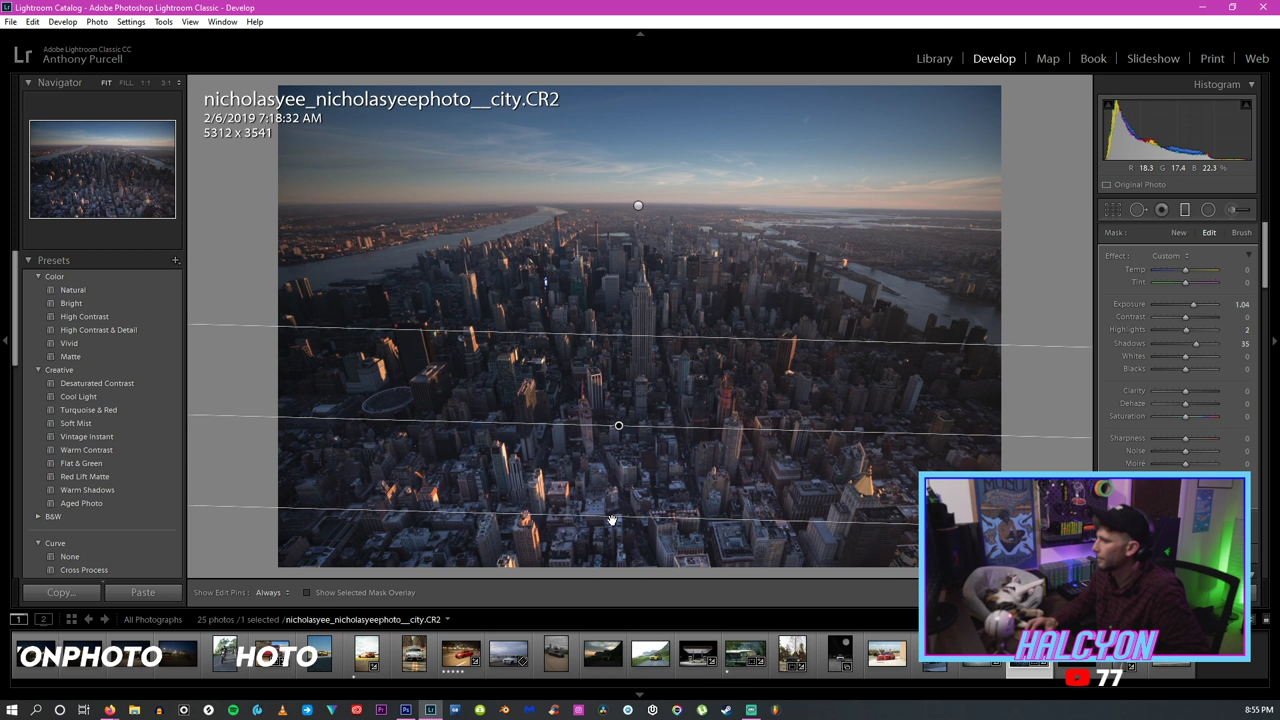 Lightroom Catalog - Adobe Photoshop Lightroom Classic - Develop
File Edit Develop Photo Settings Tools View Window Help
Lr Adobe Lightroom Classic CC
Anthony Purcell
Library Develop Map Book Slideshow Print Web
Navigator FIT FILL 1:1 3:1
Histogram
nicholasyee_nicholasyeephoto__city.CR2
2/6/2019 7:18:32 AM
5312 x 3541
R 18.3 G 17.4 B 22.3 %
Original Photo
Mask : New Edit Brush
Effect : Custom
Temp 0
Tint 0
Exposure 1.04
Contrast 0
Highlights 2
Shadows 35
Whites 0
Blacks 0
Clarity 0
Dehaze 0
Saturation 0
Sharpness 0
Noise 0
Moiré 0
Presets
Color
Natural
Bright
High Contrast
High Contrast & Detail
Vivid
Matte
Creative
Desaturated Contrast
Cool Light
Turquoise & Red
Soft Mist
Vintage Instant
Warm Contrast
Flat & Green
Red Lift Matte
Warm Shadows
Aged Photo
B&W
Curve
None
Cross Process
Copy... Paste
Show Edit Pins : Always Show Selected Mask Overlay
1 2 All Photographs 25 photos / 1 selected / nicholasyee_nicholasyeephoto__city.CR2
ONPHOTO HOTO
HALCYON
77
8:55 PM